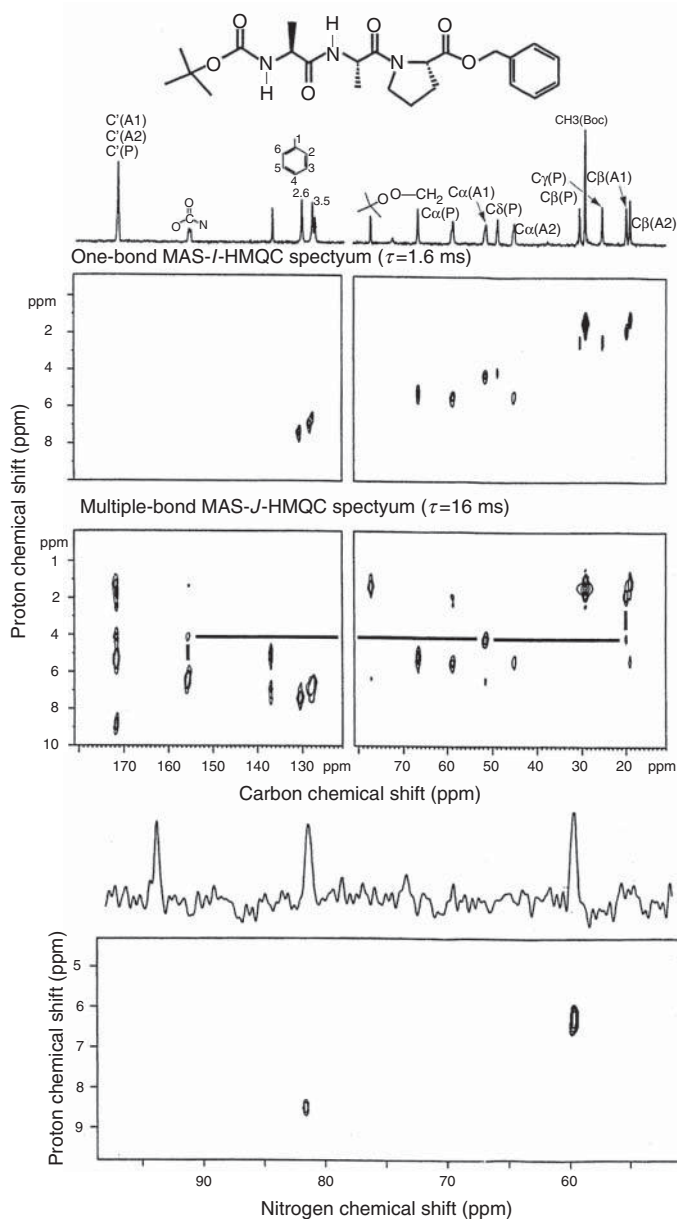 O
H
O
O
O
N
N
N
O
H
O
C'(A1)
C'(A2)
C'(P)
O
O
N
1
6
2
5
3
4
2.6
3.5
O O—CH2
Cα(P)
Cα(A1)
Cδ(P)
Cα(A2)
CH3(Boc)
Cγ(P)
Cβ(P)
Cβ(A1)
Cβ(A2)
One-bond MAS-I-HMQC spectyum (τ=1.6 ms)
ppm
2
4
6
8
Multiple-bond MAS-J-HMQC spectyum (τ=16 ms)
ppm
1
2
4
6
8
10
Proton chemical shift (ppm)
170 160 150 140 130 ppm
70 60 50 40 30 20 ppm
Carbon chemical shift (ppm)
5
6
7
8
9
Proton chemical shift (ppm)
90 80 70 60
Nitrogen chemical shift (ppm)